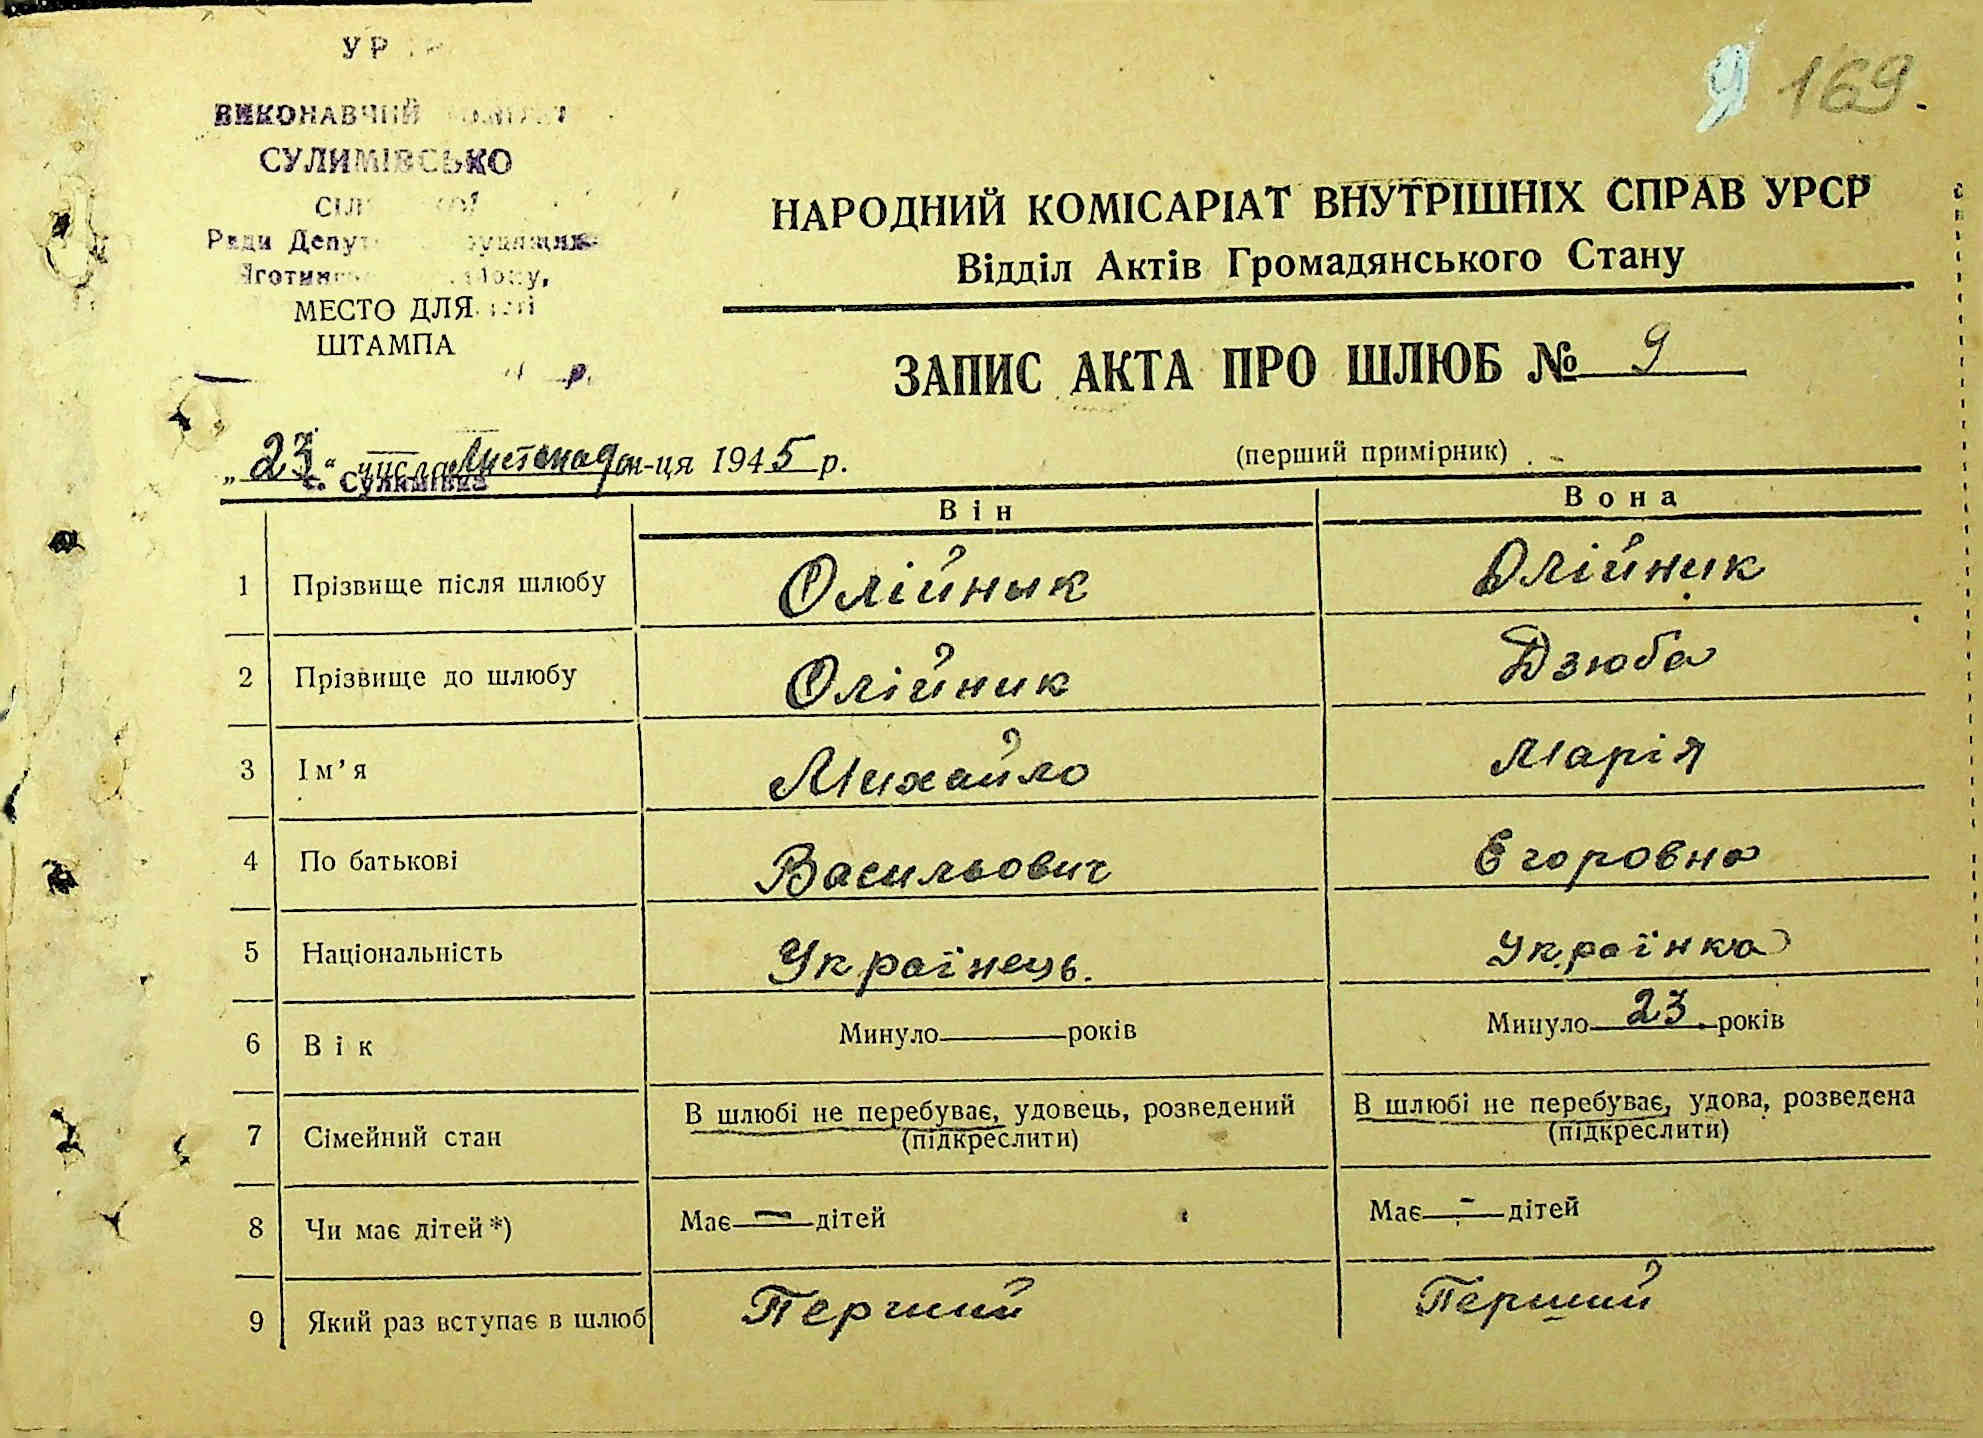 УР
9 169.
ВИКОНАВЧИЙ
СУЛИМІВСЬКО
Ради
МЕСТО ДЛЯ
ШТАМПА
НАРОДНИЙ КОМІСАРІАТ ВНУТРІШНІХ СПРАВ УРСР
Відділ Актів Громадянського Стану
ЗАПИС АКТА ПРО ШЛЮБ № 9
(перший примірник)
„23“ числа Листопада м-ця 1945 р.
с. Сулимівка
Він Вона
1 Прізвище після шлюбу Олійник Олійник
2 Прізвище до шлюбу Олійник Дзюба
3 Ім’я Михайло Марія
4 По батькові Васильович Єгоровна
5 Національність Українець. Українка
6 Вік Минуло років Минуло 23 років
7 Сімейний стан В шлюбі не перебуває, удовець, розведений (підкреслити) В шлюбі не перебуває, удова, розведена (підкреслити)
8 Чи має дітей*) Має — дітей Має - дітей
9 Який раз вступає в шлюб Перший Перший